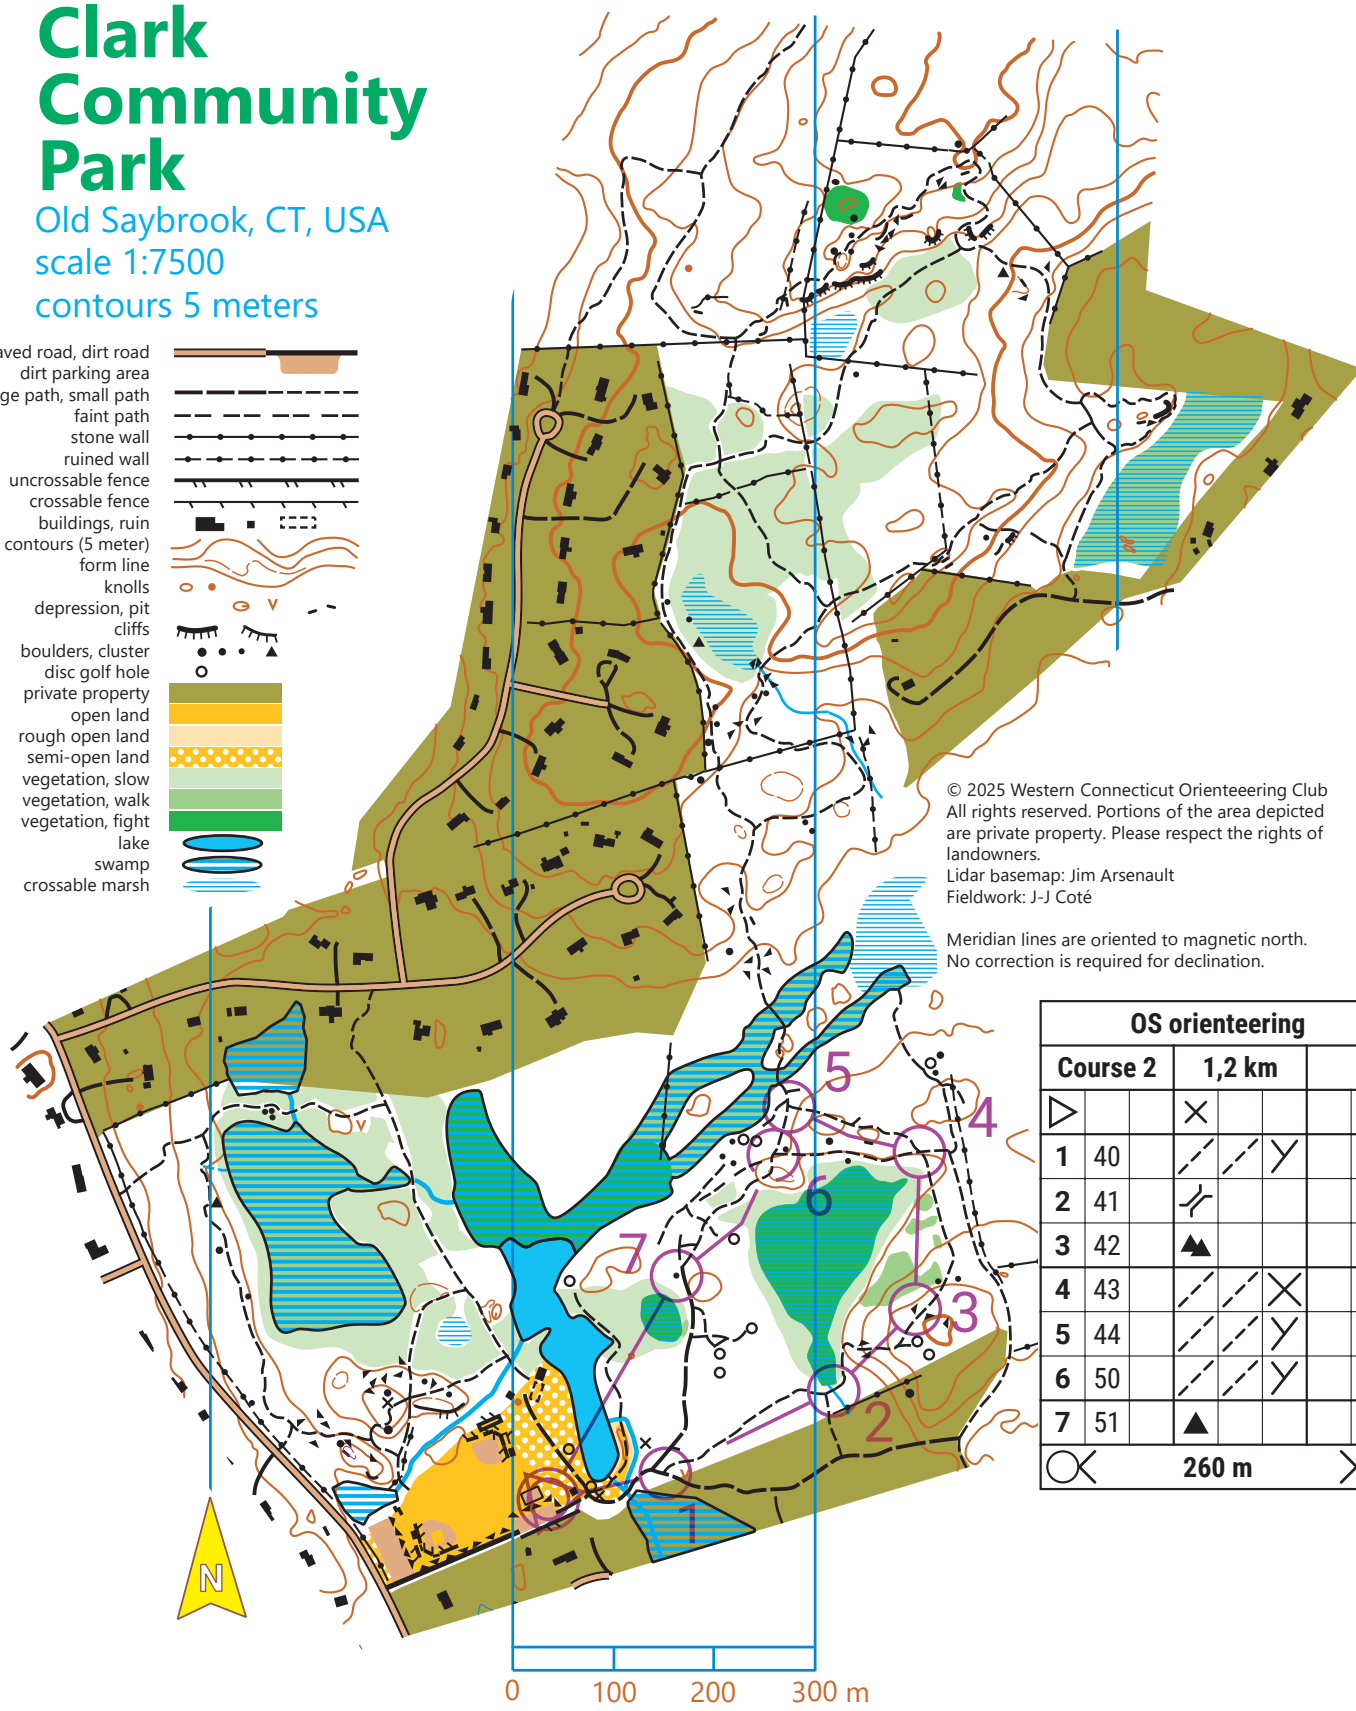 Clark
Community
Park
Old Saybrook, CT, USA
scale 1:7500
contours 5 meters
dirt road
dirt parking area
path, small path
faint path
stone wall
ruined wall
uncrossable fence
crossable fence
buildings, ruin
contours (5 meter)
form line
knolls
depression, pit
cliffs
boulders, cluster
disc golf hole
private property
open land
rough open land
semi-open land
vegetation, slow
vegetation, walk
vegetation, fight
lake
swamp
crossable marsh
© 2025 Western Connecticut Orienteeering Club
All rights reserved. Portions of the area depicted
are private property. Please respect the rights of
landowners.
Lidar basemap: Jim Arsenault
Fieldwork: J-J Coté
Meridian lines are oriented to magnetic north.
No correction is required for declination.
OS orienteering
Course 2 1,2 km
1 40
2 41
3 42
4 43
5 44
6 50
7 51
260 m
5
4
6
7
3
2
1
N
0 100 200 300 m